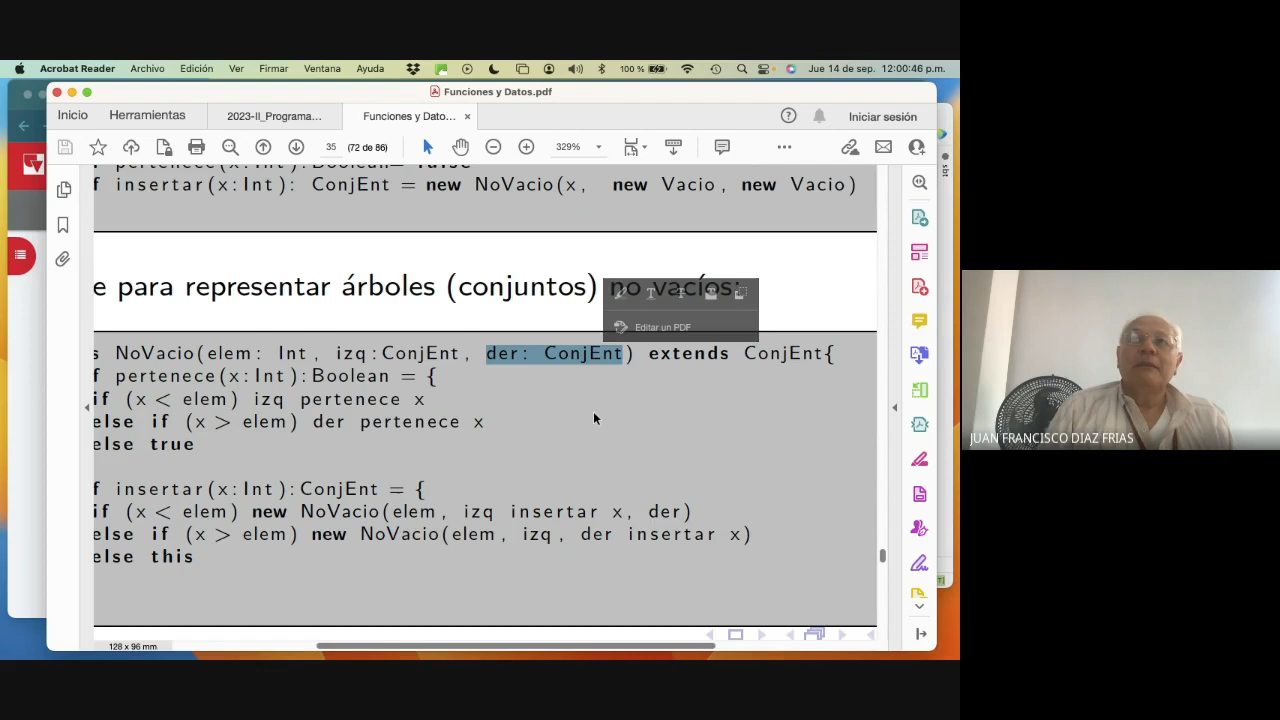 Acrobat Reader Archivo Edición Ver Firmar Ventana Ayuda 100 % Jue 14 de sep. 12:00:46 p.m.
Funciones y Datos.pdf
Inicio Herramientas 2023-II_Programa... Funciones y Dato... × Iniciar sesión
35 (72 de 86) 329%
f pertenece(x:Int):Boolean= false
f insertar(x:Int): ConjEnt = new NoVacio(x, new Vacio, new Vacio)
e para representar árboles (conjuntos) no vacíos:
Editar un PDF
s NoVacio(elem: Int, izq:ConjEnt, der: ConjEnt) extends ConjEnt{
f pertenece(x:Int):Boolean = {
if (x < elem) izq pertenece x
else if (x > elem) der pertenece x
else true
f insertar(x:Int):ConjEnt = {
if (x < elem) new NoVacio(elem, izq insertar x, der)
else if (x > elem) new NoVacio(elem, izq, der insertar x)
else this
128 x 96 mm
sbt
JUAN FRANCISCO DIAZ FRIAS